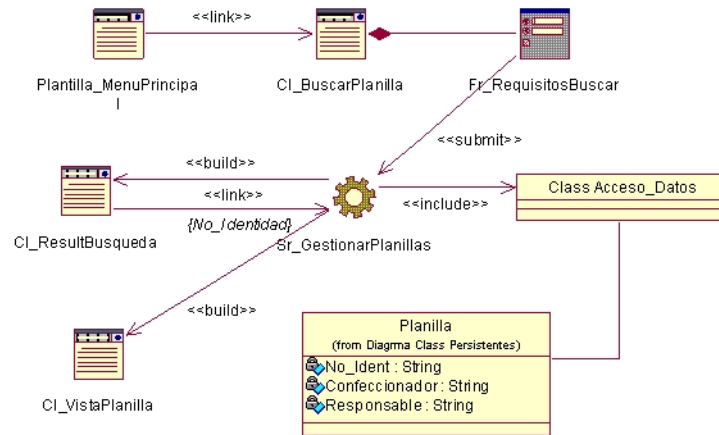 <<link>>
Plantilla_MenuPrincipa
l
Cl_BuscarPlanilla
Fr_RequisitosBuscar
<<submit>>
<<build>>
<<link>>
{No_Identidad}
Cl_ResultBusqueda
Sr_GestionarPlanillas
<<include>>
Class Acceso_Datos
<<build>>
Cl_VistaPlanilla
Planilla
(from Diagrma Class Persistentes)
No_Ident : String
Confeccionador : String
Responsable : String